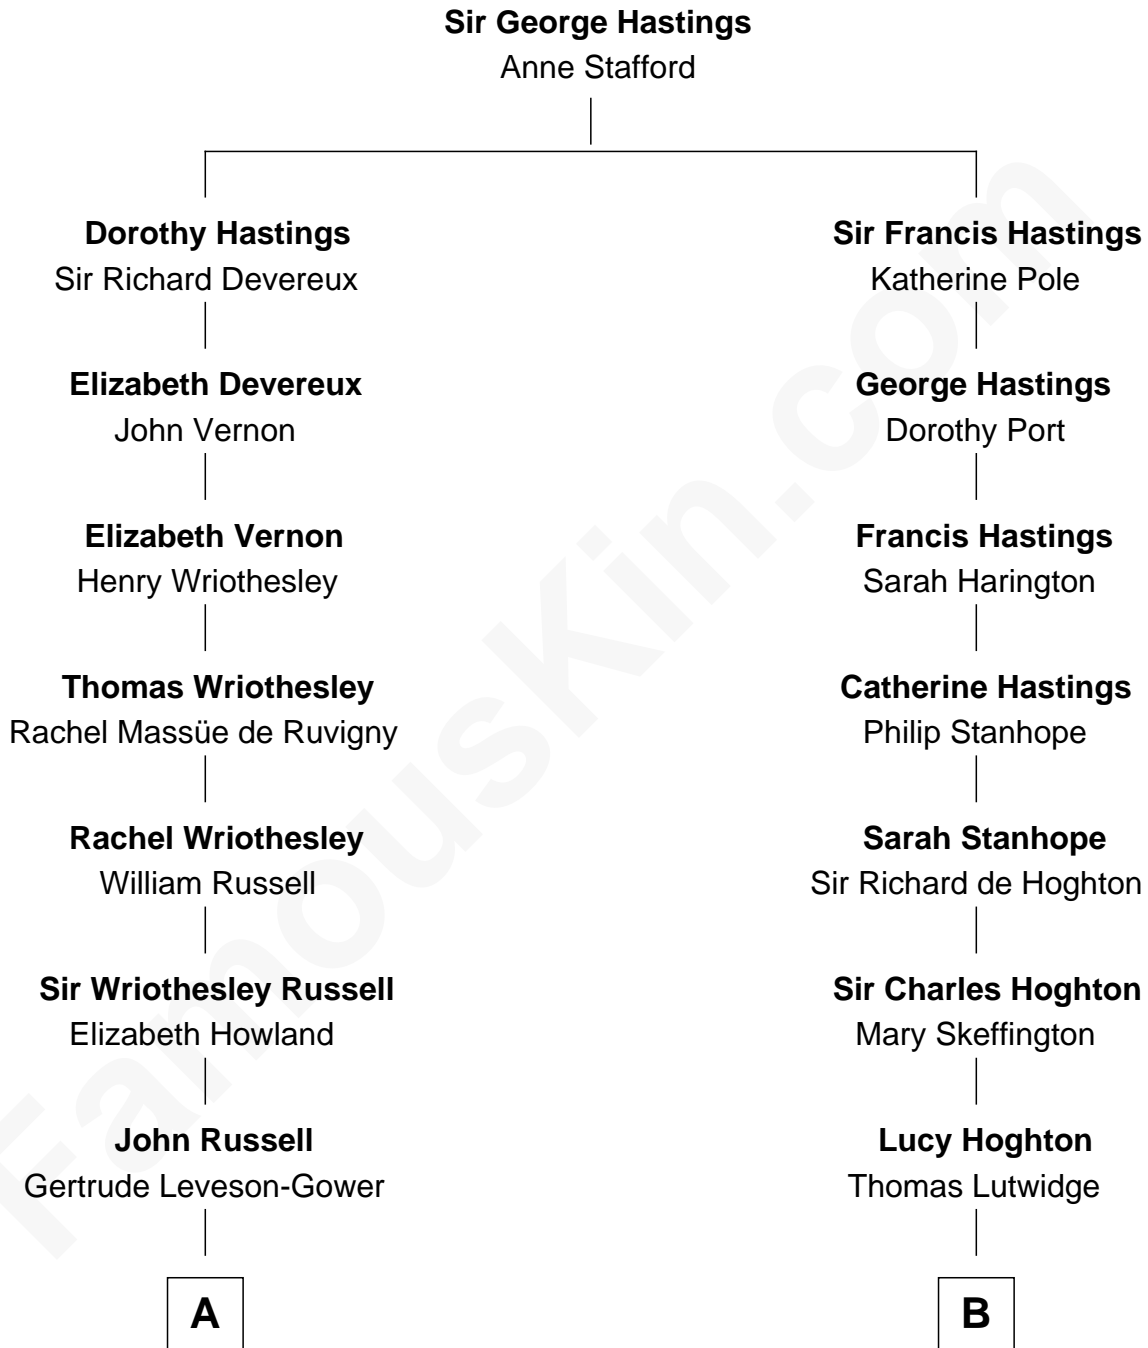 Sir George Hastings
Anne Stafford
Dorothy Hastings
Sir Richard Devereux
Sir Francis Hastings
Katherine Pole
Elizabeth Devereux
John Vernon
George Hastings
Dorothy Port
Elizabeth Vernon
Henry Wriothesley
Francis Hastings
Sarah Harington
Thomas Wriothesley
Rachel Massüe de Ruvigny
Catherine Hastings
Philip Stanhope
Rachel Wriothesley
William Russell
Sarah Stanhope
Sir Richard de Hoghton
Sir Wriothesley Russell
Elizabeth Howland
Sir Charles Hoghton
Mary Skeffington
John Russell
Gertrude Leveson-Gower
Lucy Hoghton
Thomas Lutwidge
A
B
FamousKin.com